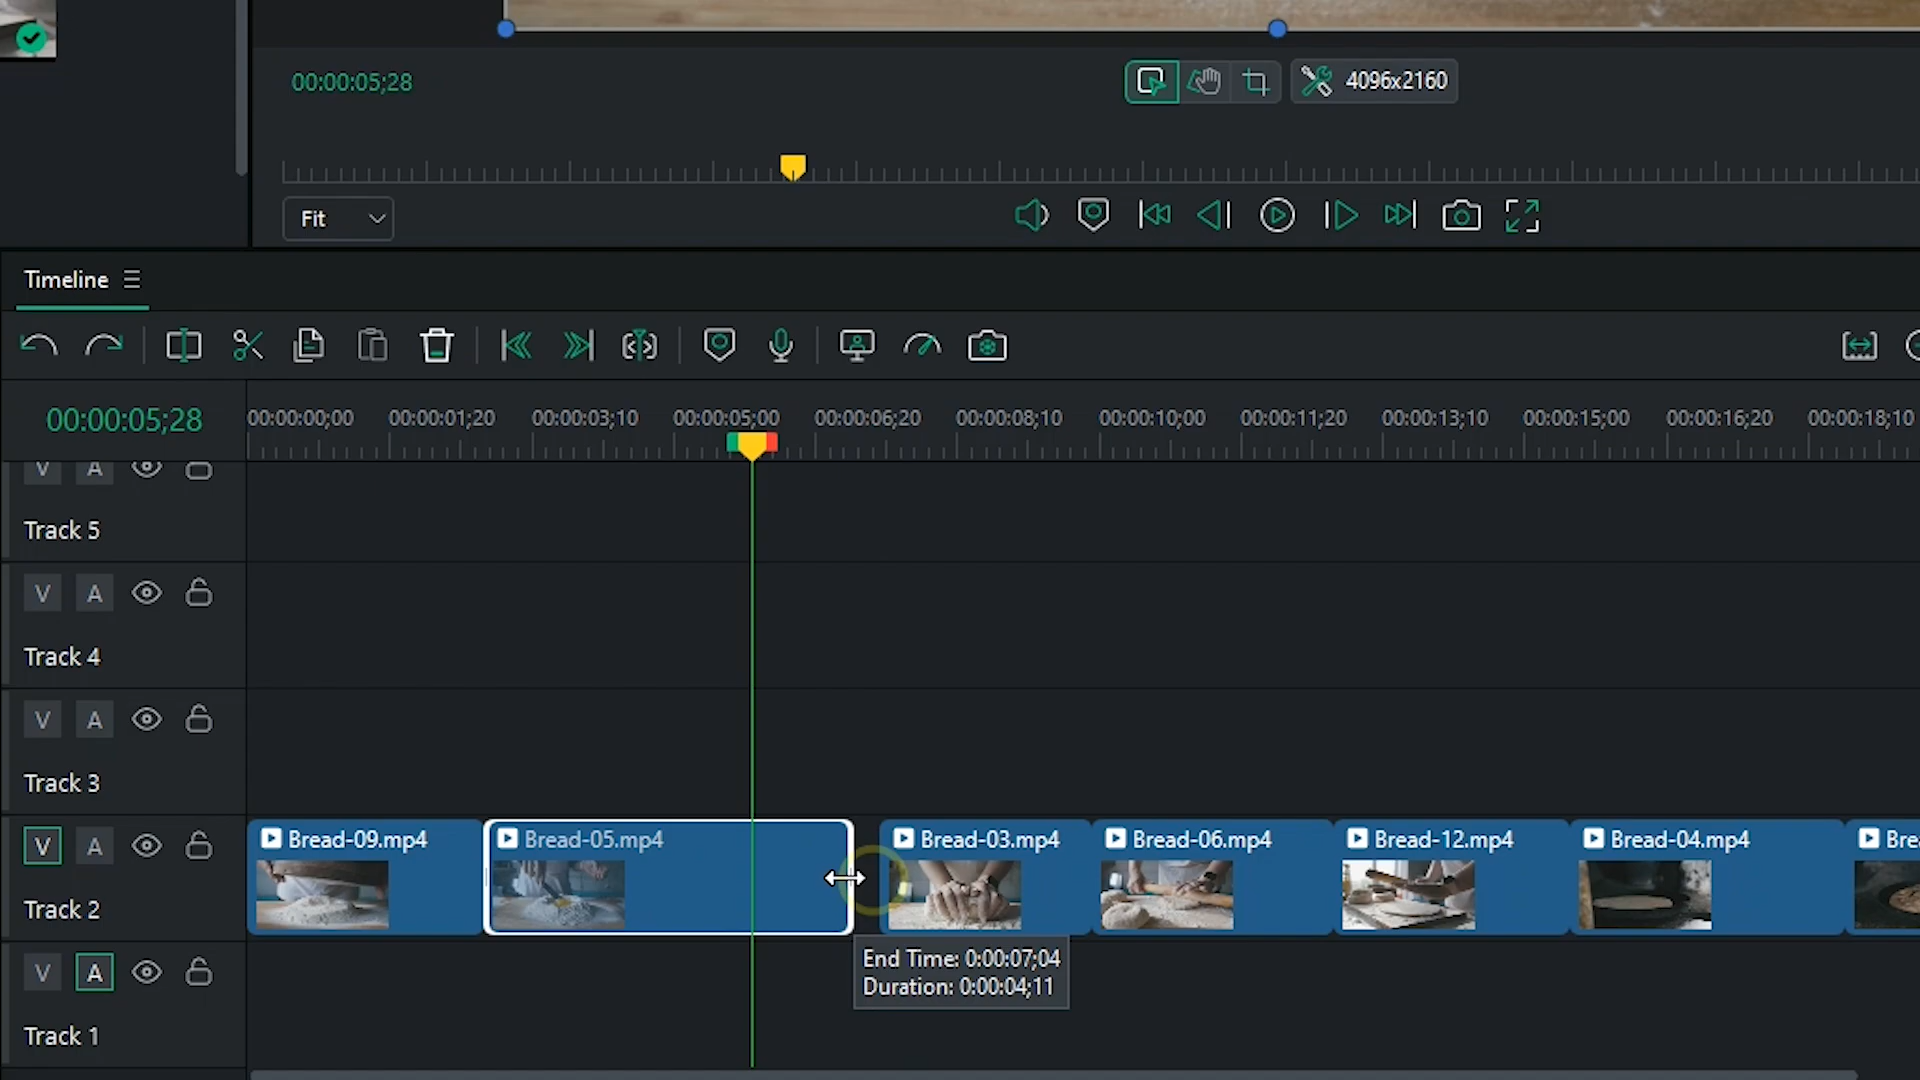 00:00:05;28
4096x2160
Fit
Timeline
00:00:05;28
00:00:00;00 00:00:01;20 00:00:03;10 00:00:05;00 00:00:06;20 00:00:08;10 00:00:10;00 00:00:11;20 00:00:13;10 00:00:15;00 00:00:16;20 00:00:18;10
V A
Track 5
V A
Track 4
V A
Track 3
V A
Track 2
Bread-09.mp4 Bread-05.mp4 Bread-03.mp4 Bread-06.mp4 Bread-12.mp4 Bread-04.mp4 Bre
End Time: 0:00:07;04
Duration: 0:00:04;11
V A
Track 1